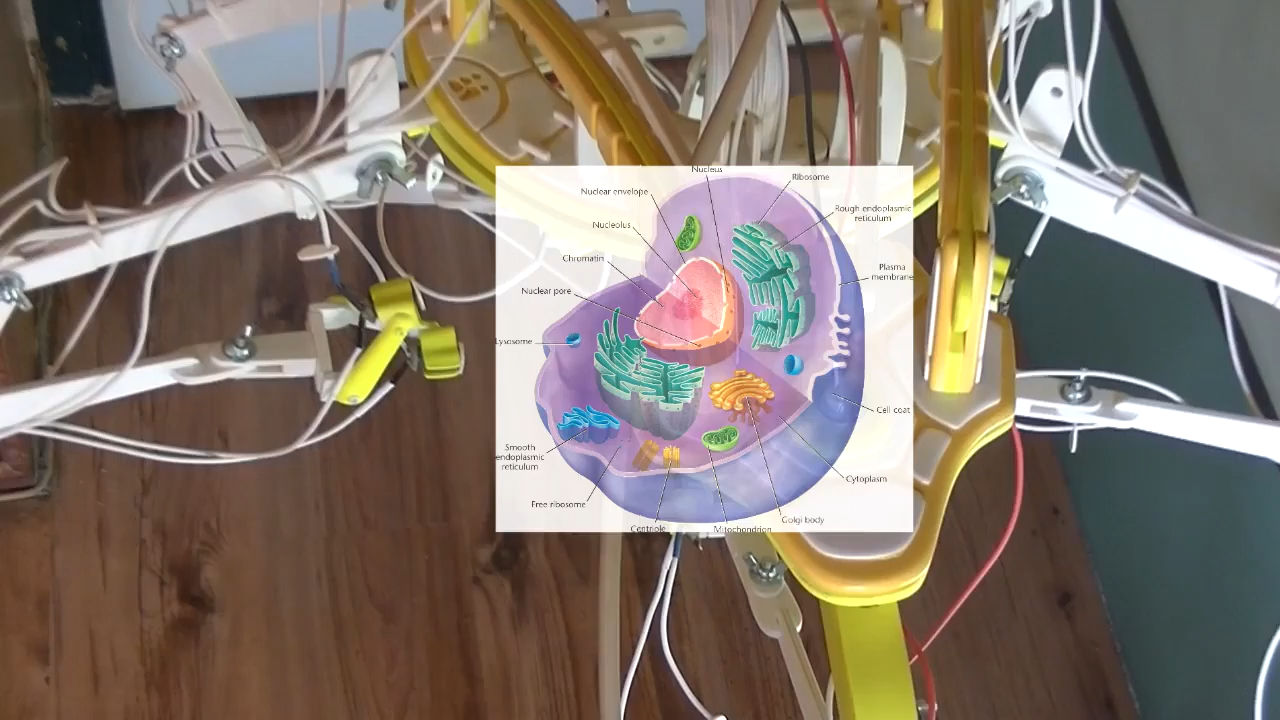 Nucleus
Ribosome
Nuclear envelope
Rough endoplasmic
reticulum
Nucleolus
Chromatin
Plasma
membrane
Nuclear pore
Lysosome
Cell coat
Smooth
endoplasmic
reticulum
Cytoplasm
Free ribosome
Golgi body
Centriole
Mitochondrion